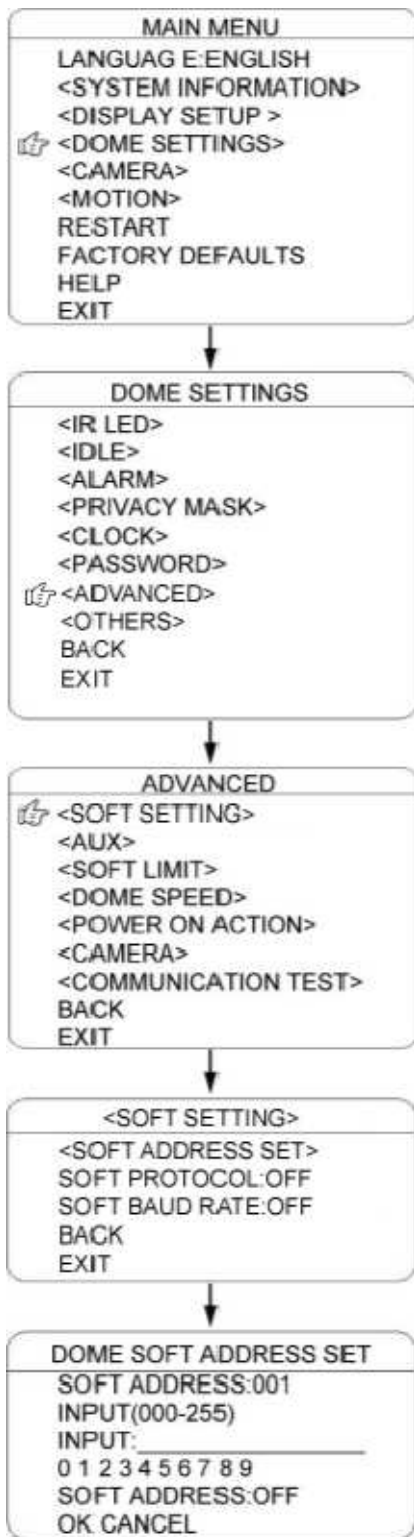 MAIN MENU
LANGUAG E:ENGLISH
<SYSTEM INFORMATION>
<DISPLAY SETUP >
<DOME SETTINGS>
<CAMERA>
<MOTION>
RESTART
FACTORY DEFAULTS
HELP
EXIT
DOME SETTINGS
<IR LED>
<IDLE>
<ALARM>
<PRIVACY MASK>
<CLOCK>
<PASSWORD>
<ADVANCED>
<OTHERS>
BACK
EXIT
ADVANCED
<SOFT SETTING>
<AUX>
<SOFT LIMIT>
<DOME SPEED>
<POWER ON ACTION>
<CAMERA>
<COMMUNICATION TEST>
BACK
EXIT
<SOFT SETTING>
<SOFT ADDRESS SET>
SOFT PROTOCOL:OFF
SOFT BAUD RATE:OFF
BACK
EXIT
DOME SOFT ADDRESS SET
SOFT ADDRESS:001
INPUT(000-255)
INPUT:_______________
0 1 2 3 4 5 6 7 8 9
SOFT ADDRESS:OFF
OK CANCEL